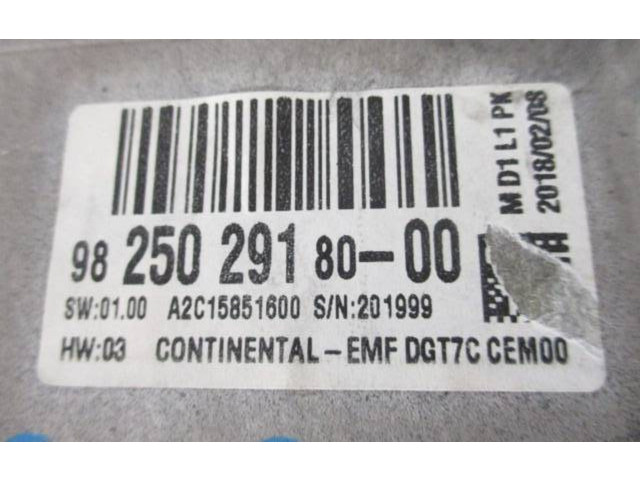 98 250 291 80-00
SW:01.00 A2C15851600 S/N:201999
HW:03 CONTINENTAL-EMF DGT7C CEM00
M D1 L1 PK
2018/02/08